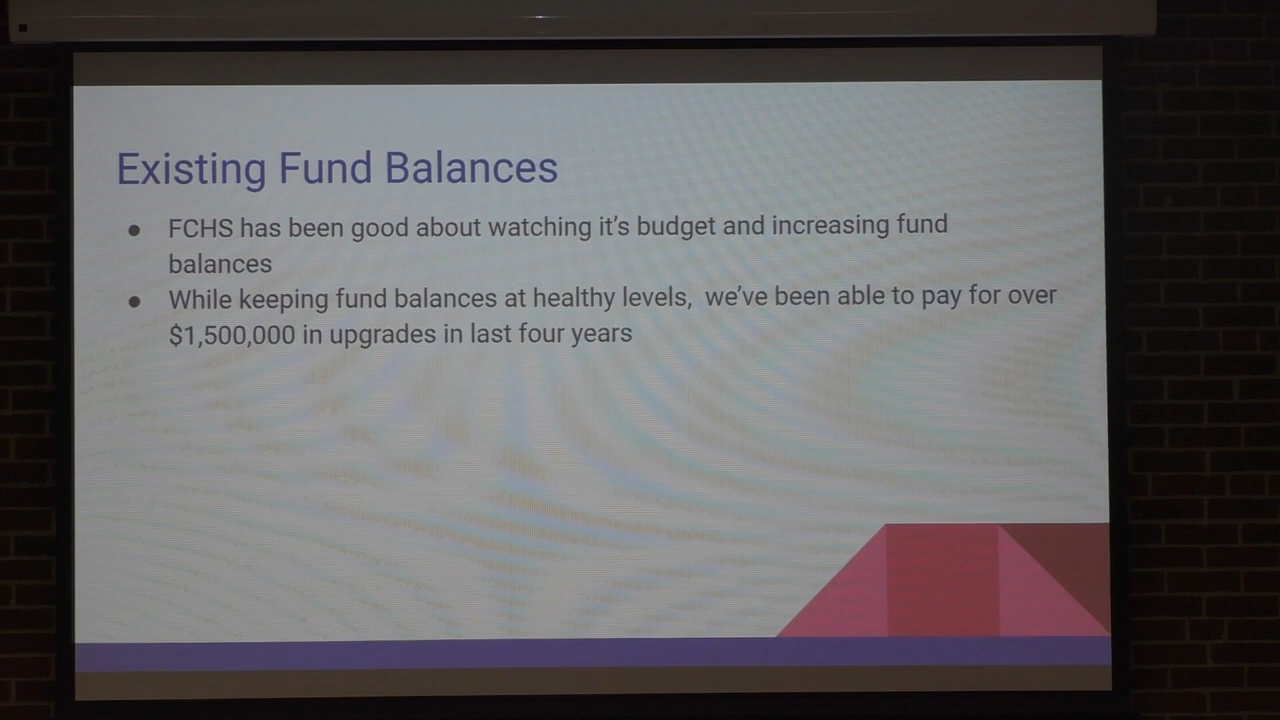 Existing Fund Balances
● FCHS has been good about watching it's budget and increasing fund
balances
● While keeping fund balances at healthy levels,  we've been able to pay for over
$1,500,000 in upgrades in last four years